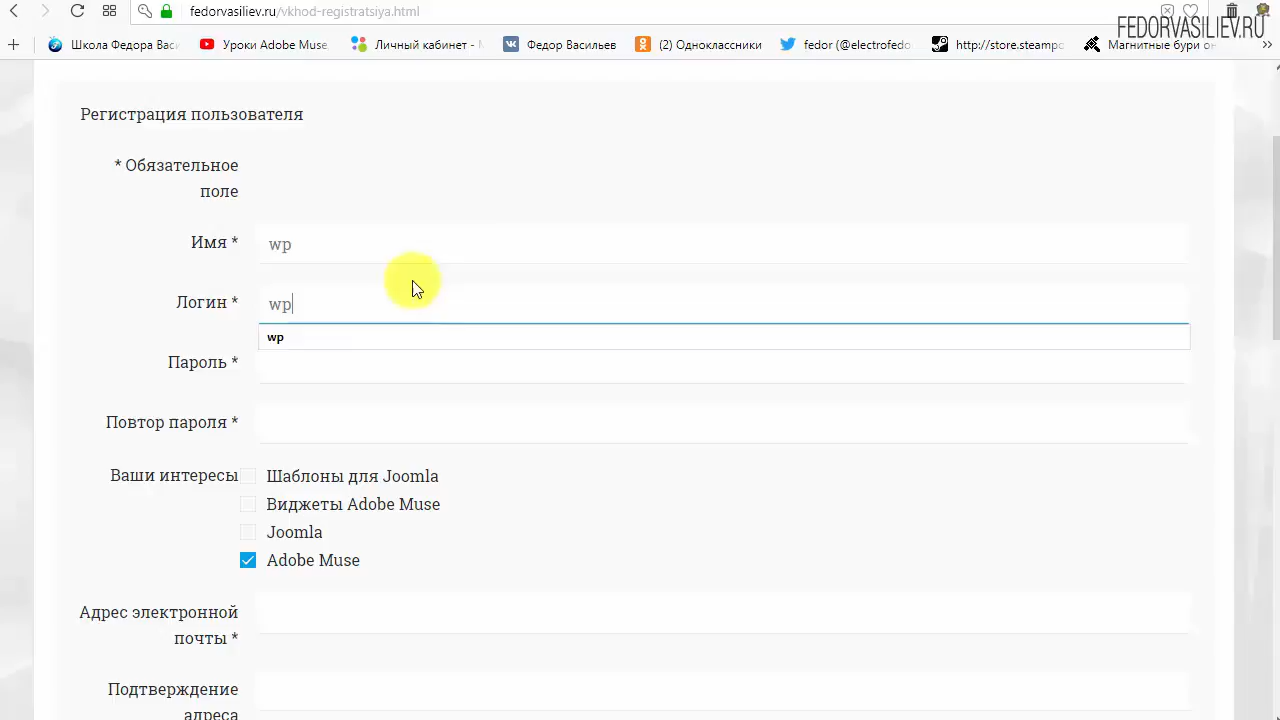 fedorvasiliev.ru/vkhod-registratsiya.html
FEDORVASILIEV.RU
Школа Федора Васи
Уроки Adobe Muse,
Личный кабинет -
Федор Васильев
(2) Одноклассники
fedor (@electrofedo
http://store.steampo
Магнитные бури он
Регистрация пользователя
* Обязательное
поле
Имя *
wp
Логин *
wp
wp
Пароль *
Повтор пароля *
Ваши интересы
Шаблоны для Joomla
Виджеты Adobe Muse
Joomla
Adobe Muse
Адрес электронной
почты *
Подтверждение
адреса